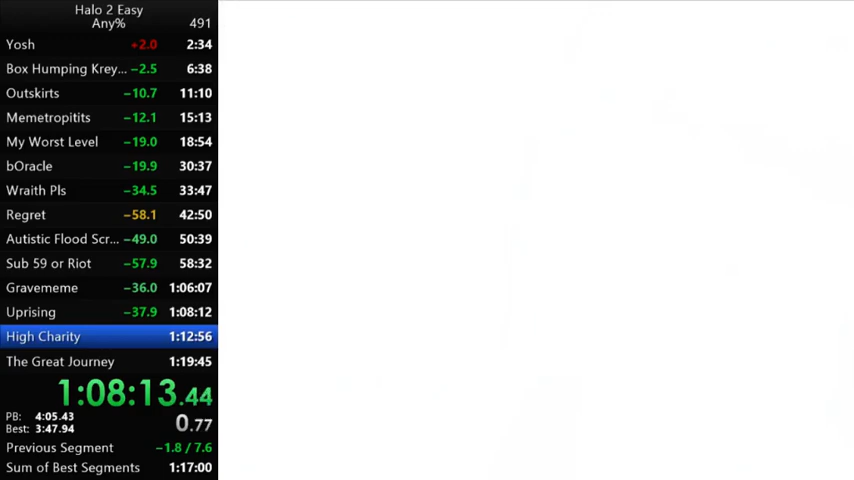 Halo 2 Easy
Any% 491
Yosh +2.0 2:34
Box Humping Krey... −2.5 6:38
Outskirts −10.7 11:10
Memetropitits −12.1 15:13
My Worst Level −19.0 18:54
bOracle −19.9 30:37
Wraith Pls −34.5 33:47
Regret −58.1 42:50
Autistic Flood Scr... −49.0 50:39
Sub 59 or Riot −57.9 58:32
Gravememe −36.0 1:06:07
Uprising −37.9 1:08:12
High Charity 1:12:56
The Great Journey 1:19:45
1:08:13.44
PB: 4:05.43
Best: 3:47.94 0.77
Previous Segment −1.8 / 7.6
Sum of Best Segments 1:17:00